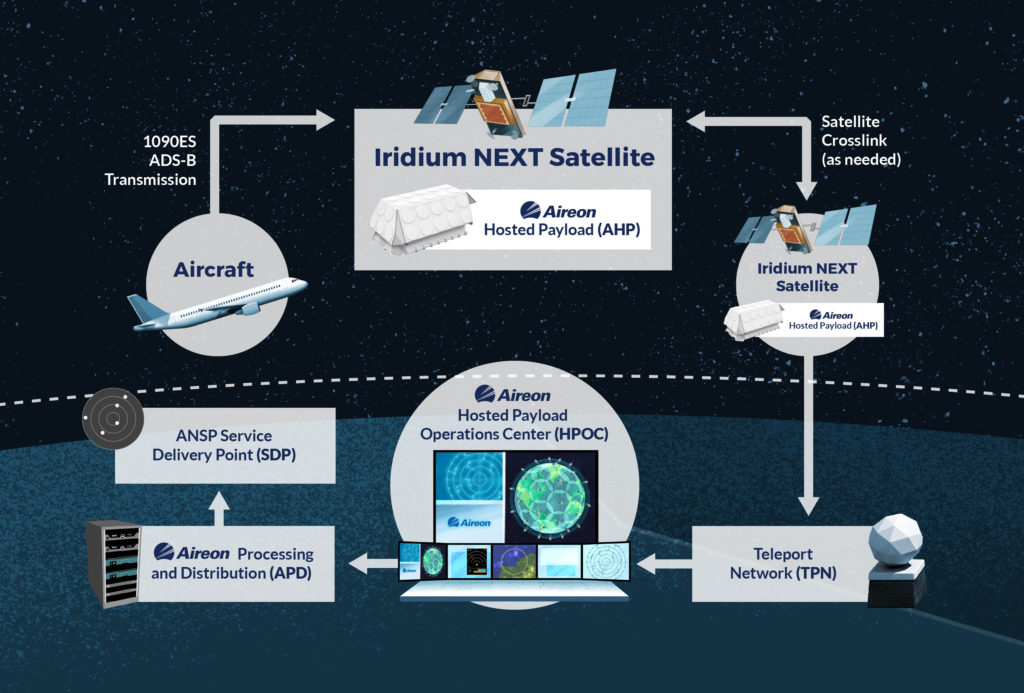 1090ES
ADS-B
Transmission
Iridium NEXT Satellite
Aireon
Hosted Payload (AHP)
Satellite
Crosslink
(as needed)
Aircraft
Iridium NEXT
Satellite
Aireon
Hosted Payload (AHP)
Aireon
Hosted Payload
Operations Center (HPOC)
Aireon
Aireon
ANSP Service
Delivery Point (SDP)
Aireon Processing
and Distribution (APD)
Teleport
Network (TPN)